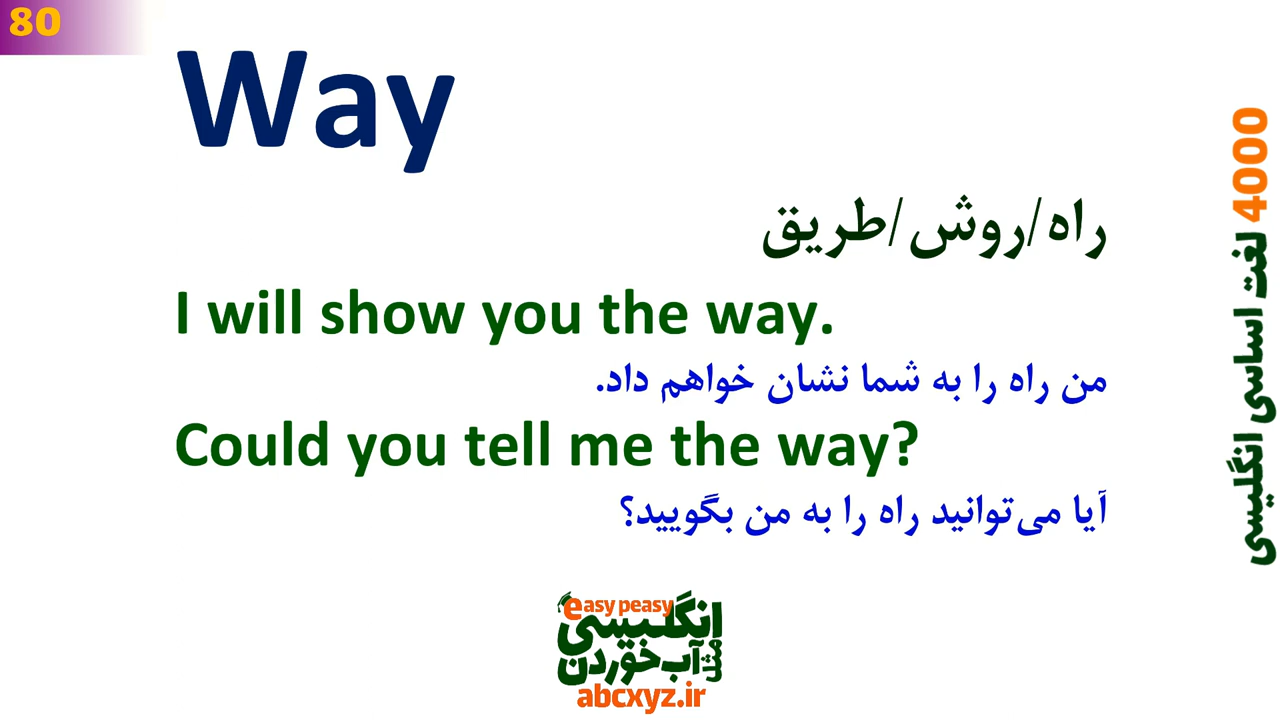 80
Way
راه/روش/طریق
I will show you the way.
من راه را به شما نشان خواهم داد.
Could you tell me the way?
آیا می‌توانید راه را به من بگویید؟
4000 لغت اساسی انگلیسی
easy peasy
انگلیسی
مثل آب خوردن
abcxyz.ir